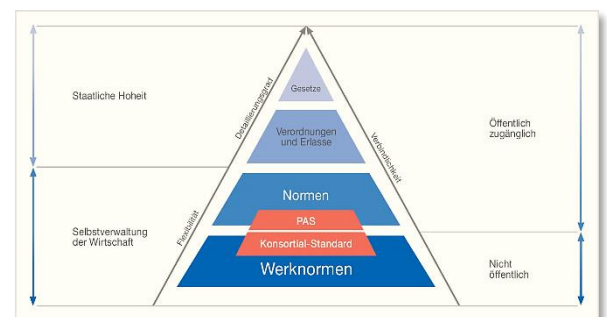 Staatliche Hoheit
Selbstverwaltung
der Wirtschaft
Detaillierungsgrad
Flexibilität
Gesetze
Verordnungen
und Erlasse
Normen
PAS
Konsortial-Standard
Werknormen
Verbindlichkeit
Öffentlich
zugänglich
Nicht
öffentlich